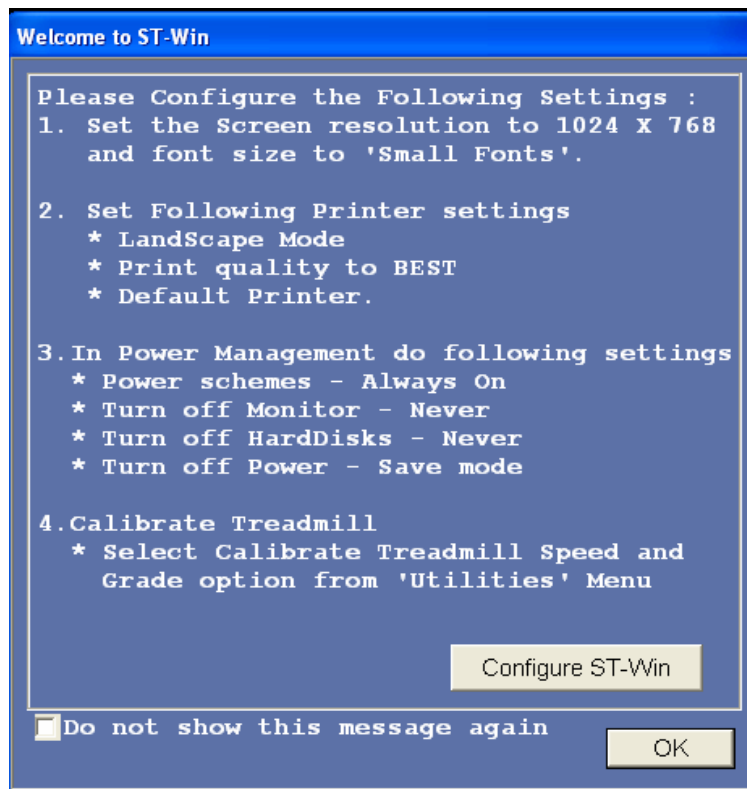 Welcome to ST-Win
Please Configure the Following Settings :
1. Set the Screen resolution to 1024 X 768
and font size to 'Small Fonts'.
2. Set Following Printer settings
* LandScape Mode
* Print quality to BEST
* Default Printer.
3.In Power Management do following settings
* Power schemes - Always On
* Turn off Monitor - Never
* Turn off HardDisks - Never
* Turn off Power - Save mode
4.Calibrate Treadmill
* Select Calibrate Treadmill Speed and
Grade option from 'Utilities' Menu
Configure ST-Win
Do not show this message again
OK